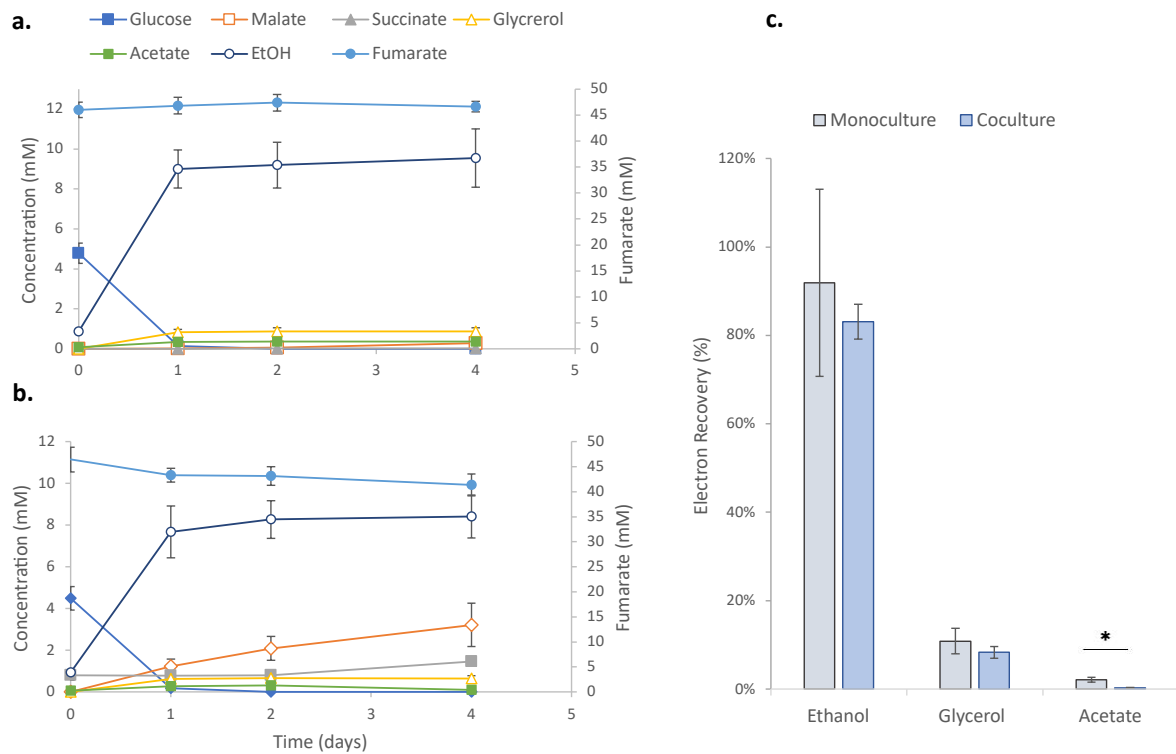 a.
Glucose Malate Succinate Glycrerol
Acetate EtOH Fumarate
Concentration (mM)
12
10
8
6
4
2
0
50
45
40
35
30
25
20
15
10
5
0
Fumarate (mM)
0 1 2 3 4 5
b.
Concentration (mM)
12
10
8
6
4
2
0
50
45
40
35
30
25
20
15
10
5
0
Fumarate (mM)
0 1 2 3 4 5
Time (days)
c.
Monoculture Coculture
Electron Recovery (%)
120%
100%
80%
60%
40%
20%
0%
*
Ethanol Glycerol Acetate